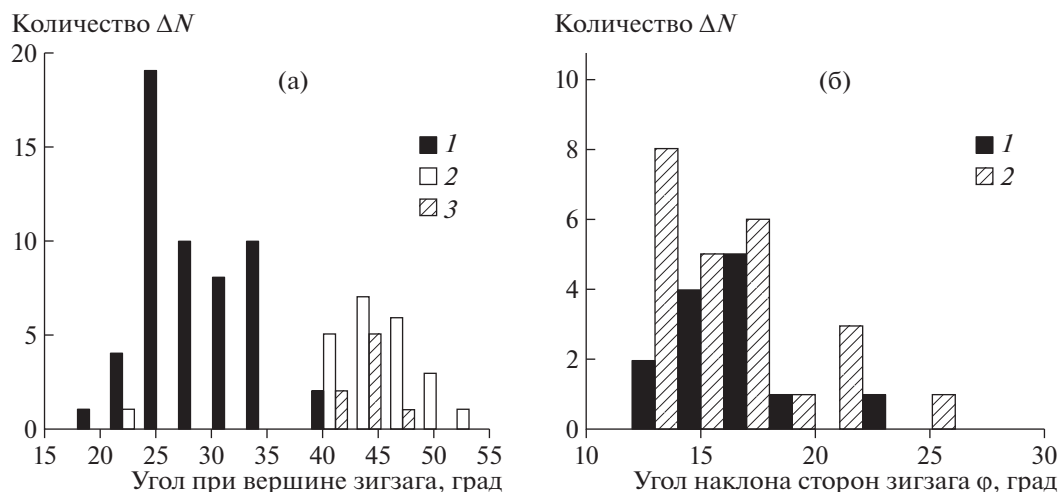 Количество ΔN
20
15
10
5
0
(а)
1
2
3
15 20 25 30 35 40 45 50 55
Угол при вершине зигзага, град
Количество ΔN
10
8
6
4
2
0
(б)
1
2
10 15 20 30
Угол наклона сторон зигзага φ, град